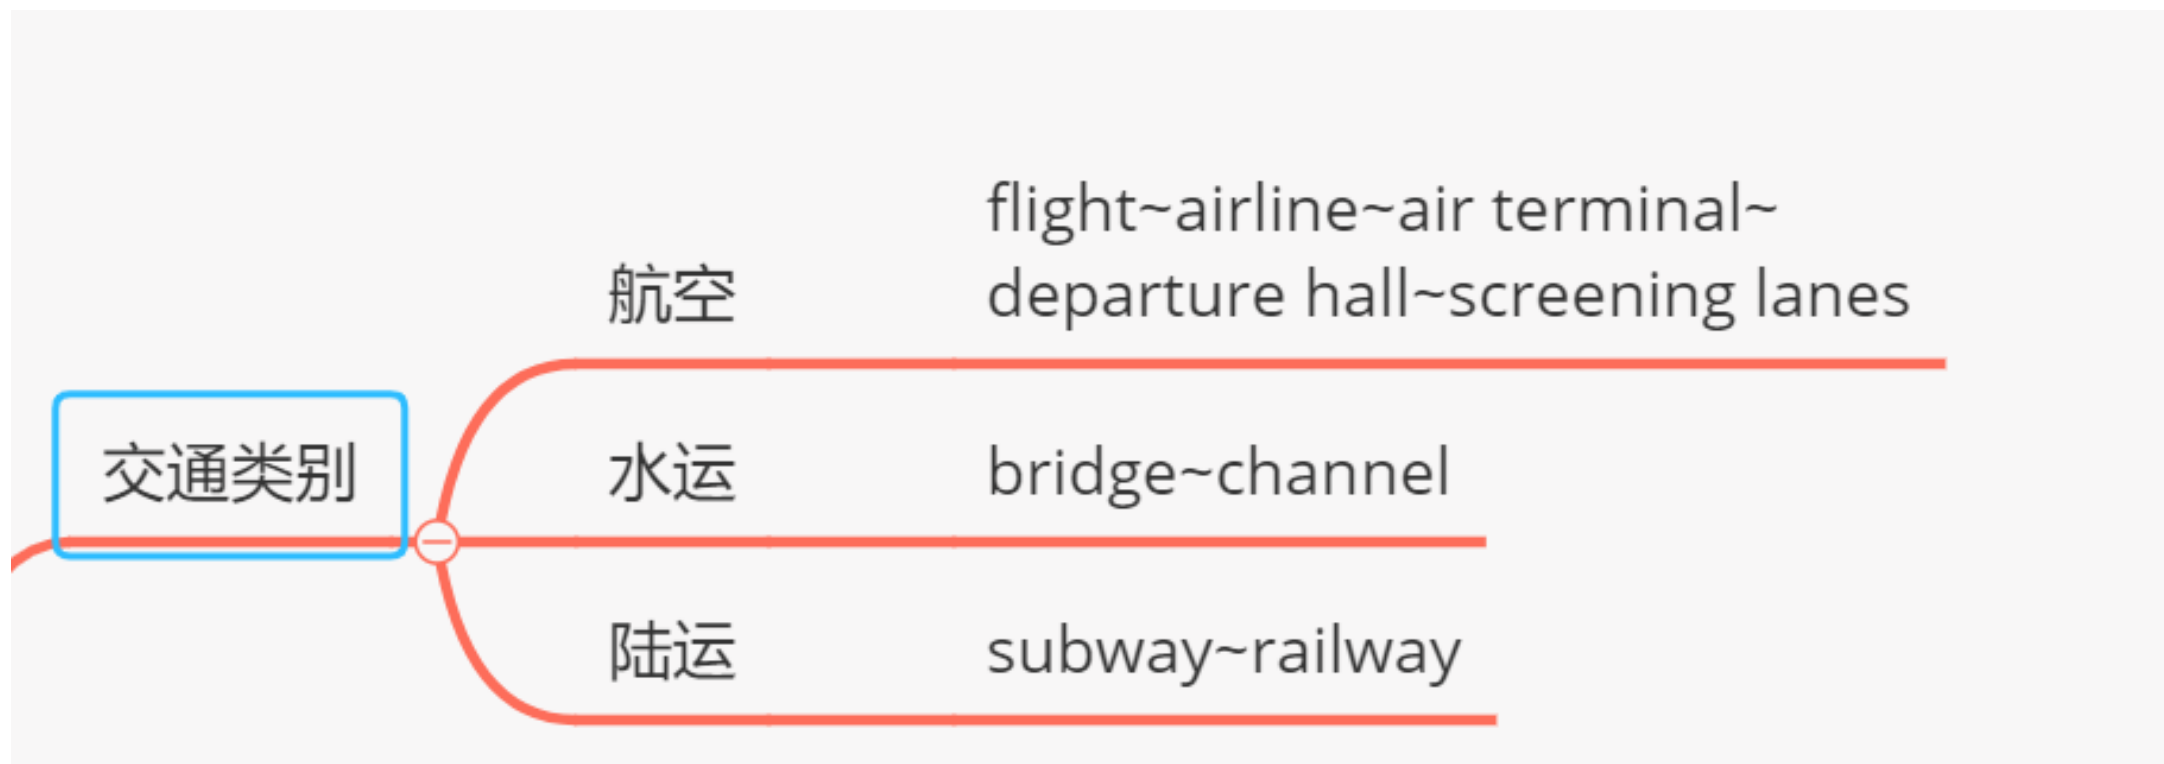 flight~airline~air terminal~
航空 departure hall~screening lanes
交通类别 水运 bridge~channel
陆运 subway~railway